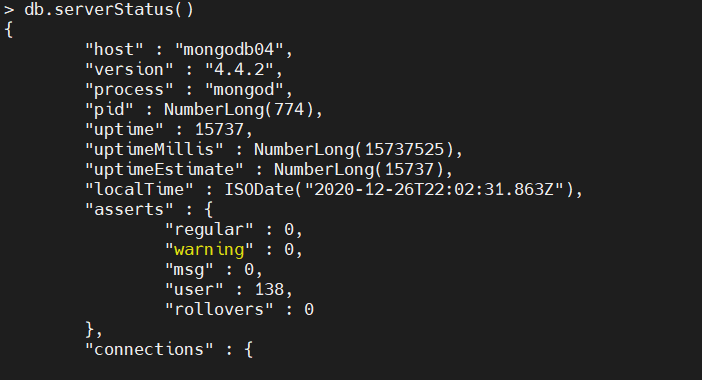 > db.serverStatus()
{
"host" : "mongodb04",
"version" : "4.4.2",
"process" : "mongod",
"pid" : NumberLong(774),
"uptime" : 15737,
"uptimeMillis" : NumberLong(15737525),
"uptimeEstimate" : NumberLong(15737),
"localTime" : ISODate("2020-12-26T22:02:31.863Z"),
"asserts" : {
"regular" : 0,
"warning" : 0,
"msg" : 0,
"user" : 138,
"rollovers" : 0
},
"connections" : {